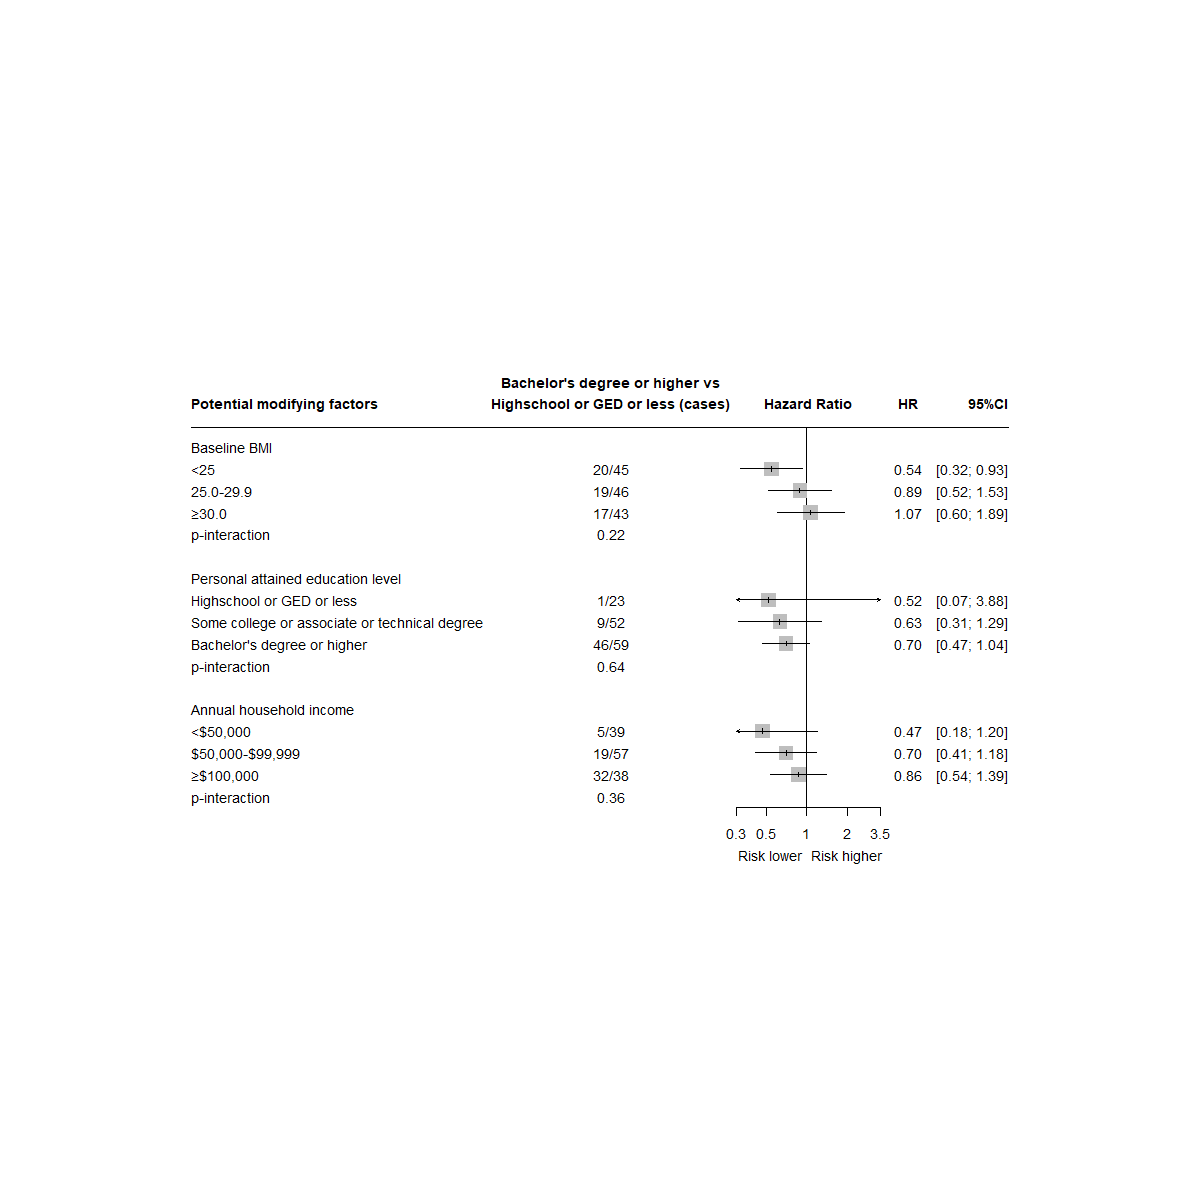 Bachelor's degree or higher vs
Potential modifying factors Highschool or GED or less (cases) Hazard Ratio HR 95%CI
Baseline BMI
<25 20/45 0.54 [0.32; 0.93]
25.0-29.9 19/46 0.89 [0.52; 1.53]
≥30.0 17/43 1.07 [0.60; 1.89]
p-interaction 0.22
Personal attained education level
Highschool or GED or less 1/23 0.52 [0.07; 3.88]
Some college or associate or technical degree 9/52 0.63 [0.31; 1.29]
Bachelor's degree or higher 46/59 0.70 [0.47; 1.04]
p-interaction 0.64
Annual household income
<$50,000 5/39 0.47 [0.18; 1.20]
$50,000-$99,999 19/57 0.70 [0.41; 1.18]
≥$100,000 32/38 0.86 [0.54; 1.39]
p-interaction 0.36
0.3 0.5 1 2 3.5
Risk lower Risk higher